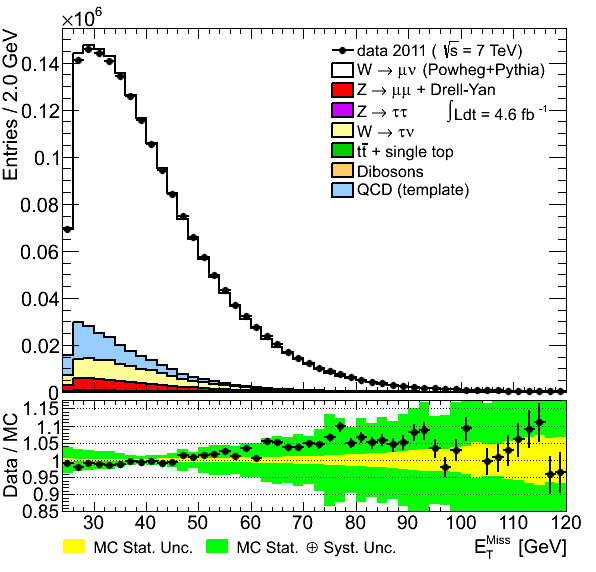 ×10⁶
Entries / 2.0 GeV
0.14
0.12
0.1
0.08
0.06
0.04
0.02
0
data 2011 ( √s = 7 TeV)
W → μν (Powheg+Pythia)
Z → μμ + Drell-Yan
Z → ττ
∫Ldt = 4.6 fb⁻¹
W → τν
tt̄ + single top
Dibosons
QCD (template)
Data / MC
1.15
1.1
1.05
1
0.95
0.9
0.85
30 40 50 60 70 80 90 100 110 120
MC Stat. Unc.
MC Stat. ⊕ Syst. Unc.
E_T^Miss [GeV]